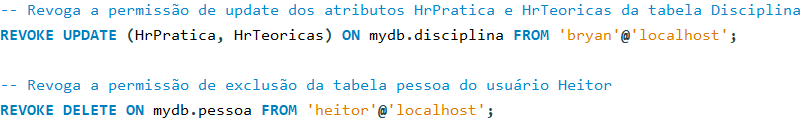 -- Revoga a permissão de update dos atributos HrPratica e HrTeoricas da tabela Disciplina
REVOKE UPDATE (HrPratica, HrTeoricas) ON mydb.disciplina FROM 'bryan'@'localhost';
-- Revoga a permissão de exclusão da tabela pessoa do usuário Heitor
REVOKE DELETE ON mydb.pessoa FROM 'heitor'@'localhost';